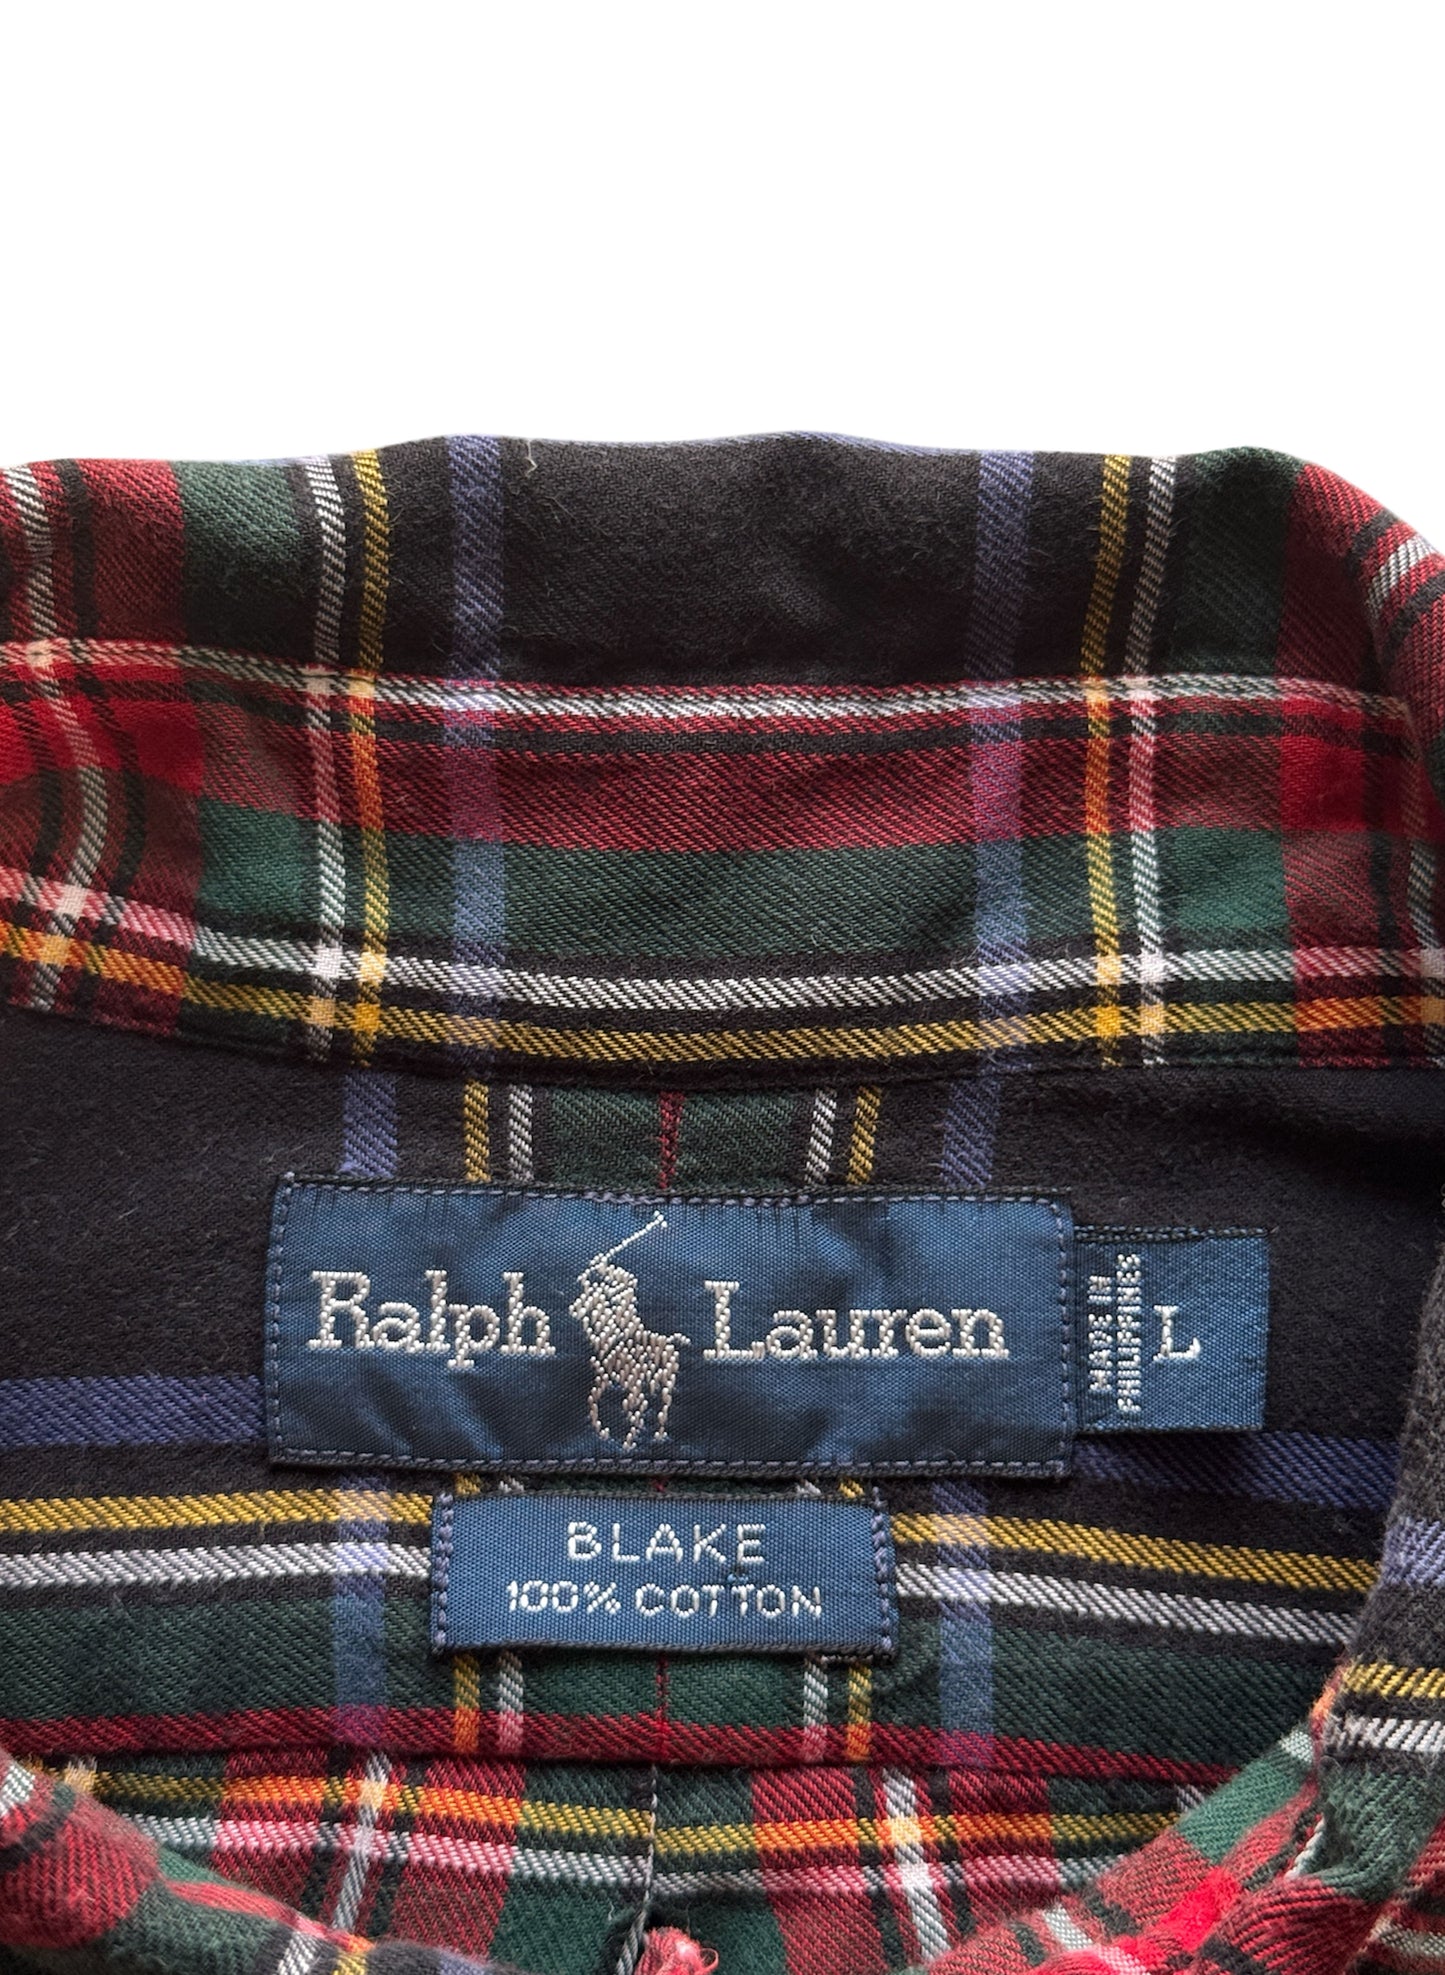 Ralph Lauren
MADE IN
PHILIPPINES
L
BLAKE
100% COTTON